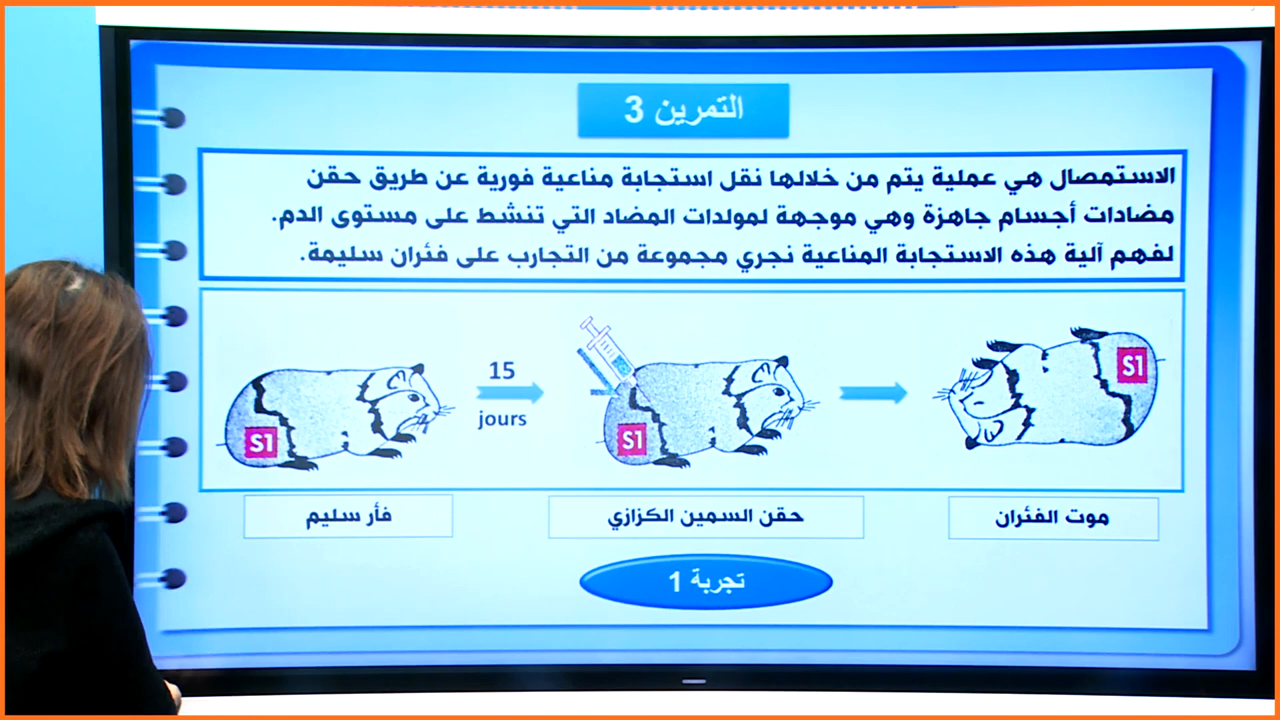 التمرين 3
الاستمصال هي عملية يتم من خلالها نقل استجابة مناعية فورية عن طريق حقن
مضادات أجسام جاهزة وهي موجهة لمولدات المضاد التي تنشط على مستوى الدم.
لفهم آلية هذه الاستجابة المناعية نجري مجموعة من التجارب على فئران سليمة.
S1
15
jours
S1
S1
فأر سليم
حقن السمين الكزازي
موت الفئران
تجربة 1